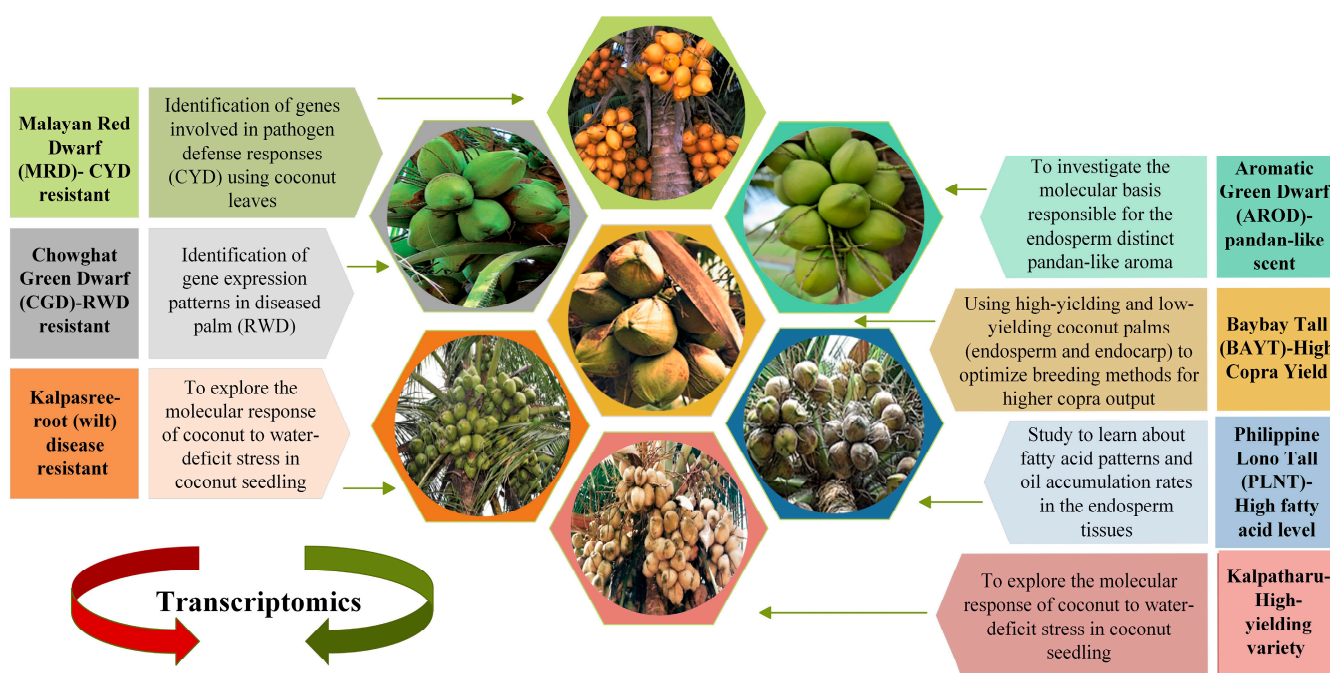 Malayan Red
Dwarf
(MRD)- CYD
resistant
Identification of genes
involved in pathogen
defense responses
(CYD) using coconut
leaves
Chowghat
Green Dwarf
(CGD)-RWD
resistant
Identification of
gene expression
patterns in diseased
palm (RWD)
Kalpasree-
root (wilt)
disease
resistant
To explore the
molecular response
of coconut to water-
deficit stress in
coconut seedling
Transcriptomics
To investigate the
molecular basis
responsible for the
endosperm distinct
pandan-like aroma
Aromatic
Green Dwarf
(AROD)-
pandan-like
scent
Using high-yielding and low-
yielding coconut palms
(endosperm and endocarp) to
optimize breeding methods for
higher copra output
Baybay Tall
(BAYT)-High
Copra Yield
Study to learn about
fatty acid patterns and
oil accumulation rates
in the endosperm
tissues
Philippine
Lono Tall
(PLNT)-
High fatty
acid level
To explore the molecular
response of coconut to water-
deficit stress in coconut
seedling
Kalpatharu-
High-
yielding
variety